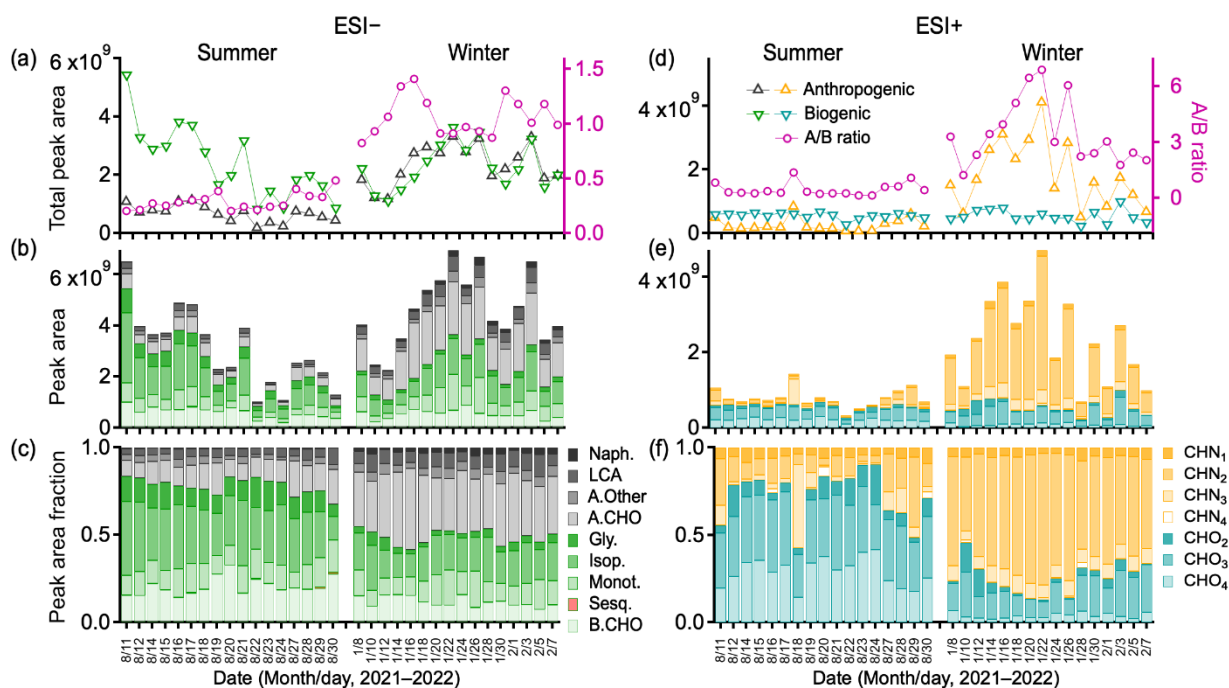 ESI−
(a)
Summer
Winter
6 x10⁹
4
2
0
Total peak area
1.5
1.0
0.5
0.0
(b)
6 x10⁹
4
2
0
Peak area
(c)
1.0
0.5
0.0
Peak area fraction
Naph.
LCA
A.Other
A.CHO
Gly.
Isop.
Monot.
Sesq.
B.CHO
8/11
8/12
8/14
8/15
8/16
8/17
8/18
8/19
8/20
8/21
8/22
8/23
8/24
8/27
8/28
8/29
8/30
1/8
1/10
1/12
1/14
1/16
1/18
1/20
1/22
1/24
1/26
1/28
1/30
2/1
2/3
2/5
2/7
Date (Month/day, 2021–2022)
ESI+
(d)
Summer
Winter
Anthropogenic
Biogenic
A/B ratio
4 x10⁹
2
0
6
3
0
A/B ratio
(e)
4 x10⁹
2
0
(f)
1.0
0.5
0.0
CHN₁
CHN₂
CHN₃
CHN₄
CHO₂
CHO₃
CHO₄
8/11
8/12
8/14
8/15
8/16
8/17
8/18
8/19
8/20
8/21
8/22
8/23
8/24
8/27
8/28
8/29
8/30
1/8
1/10
1/12
1/14
1/16
1/18
1/20
1/22
1/24
1/26
1/28
1/30
2/1
2/3
2/5
2/7
Date (Month/day, 2021–2022)